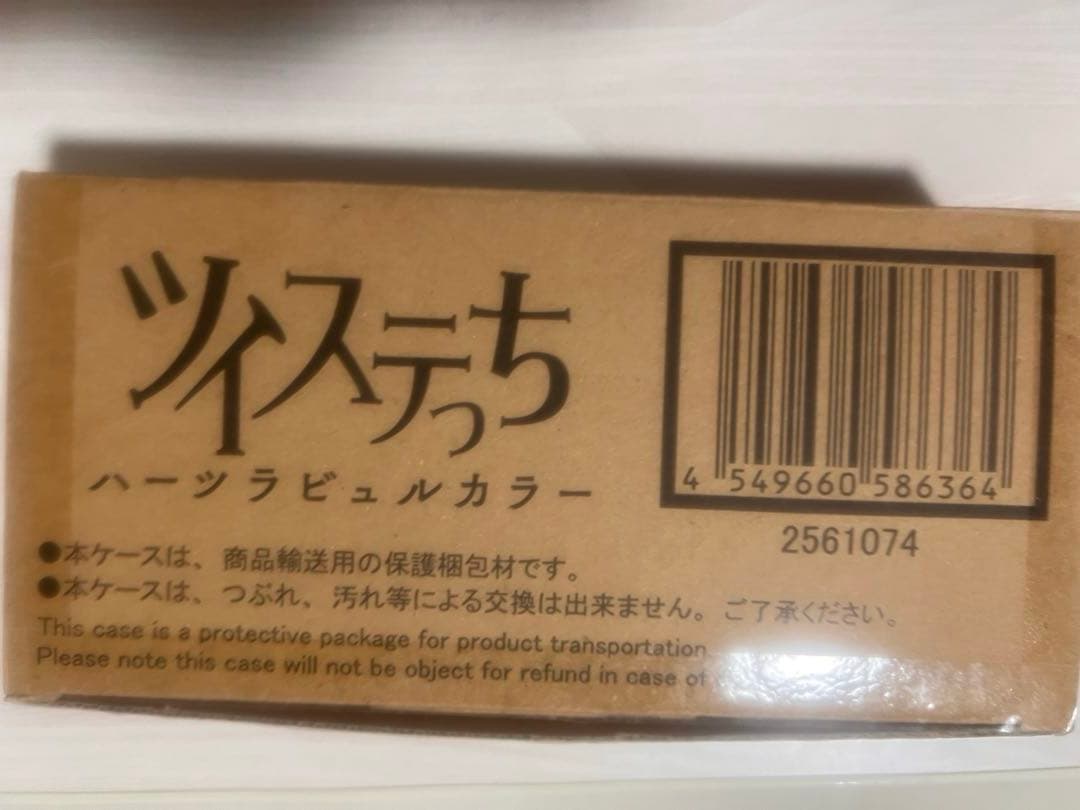 ツイステっち
ハーツラビュルカラー
4 549660 586364
2561074
●本ケースは、商品輸送用の保護梱包材です。
●本ケースは、つぶれ、汚れ等による交換は出来ません。ご了承ください。
This case is a protective package for product transportation
Please note this case will not be object for refund in case of